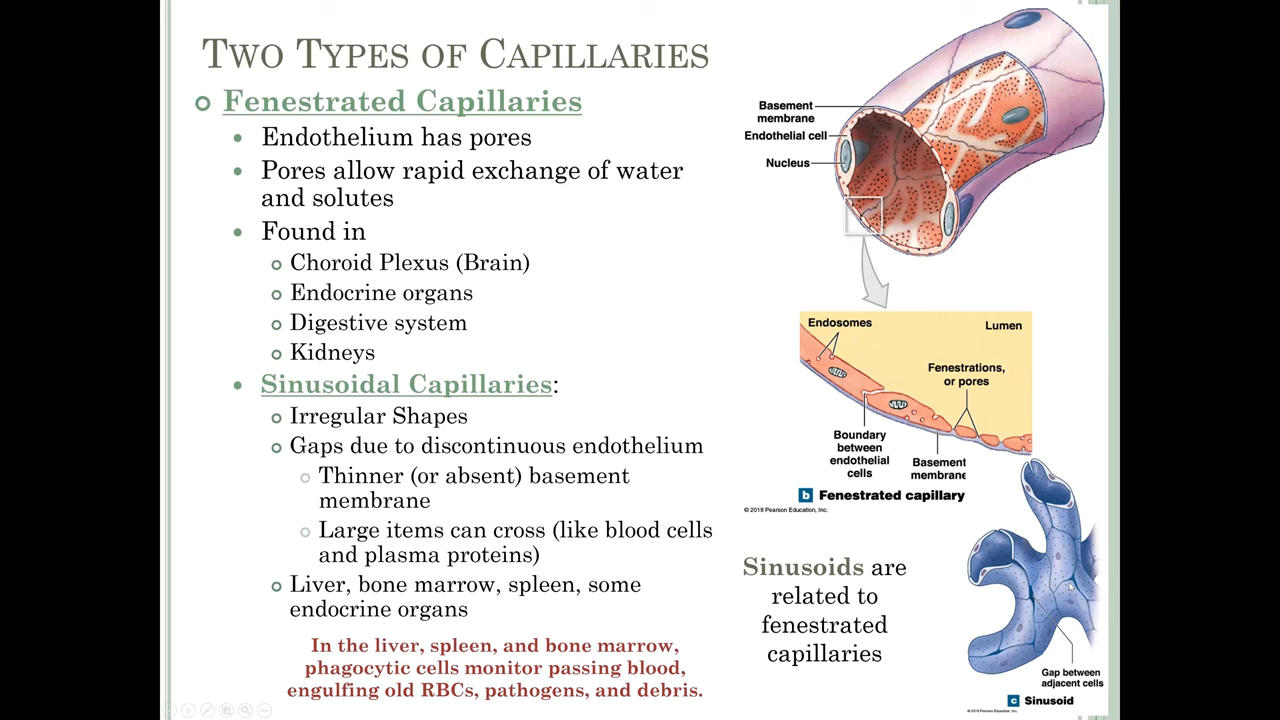 TWO TYPES OF CAPILLARIES
Fenestrated Capillaries
Endothelium has pores
Pores allow rapid exchange of water
and solutes
Found in
Choroid Plexus (Brain)
Endocrine organs
Digestive system
Kidneys
Sinusoidal Capillaries:
Irregular Shapes
Gaps due to discontinuous endothelium
Thinner (or absent) basement
membrane
Large items can cross (like blood cells
and plasma proteins)
Liver, bone marrow, spleen, some
endocrine organs
In the liver, spleen, and bone marrow,
phagocytic cells monitor passing blood,
engulfing old RBCs, pathogens, and debris.
Basement
membrane
Endothelial cell
Nucleus
Endosomes
Lumen
Fenestrations,
or pores
Boundary
between
endothelial
cells
Basement
membrane
b Fenestrated capillary
© 2018 Pearson Education, Inc.
Sinusoids are
related to
fenestrated
capillaries
Gap between
adjacent cells
c Sinusoid
© 2018 Pearson Education, Inc.